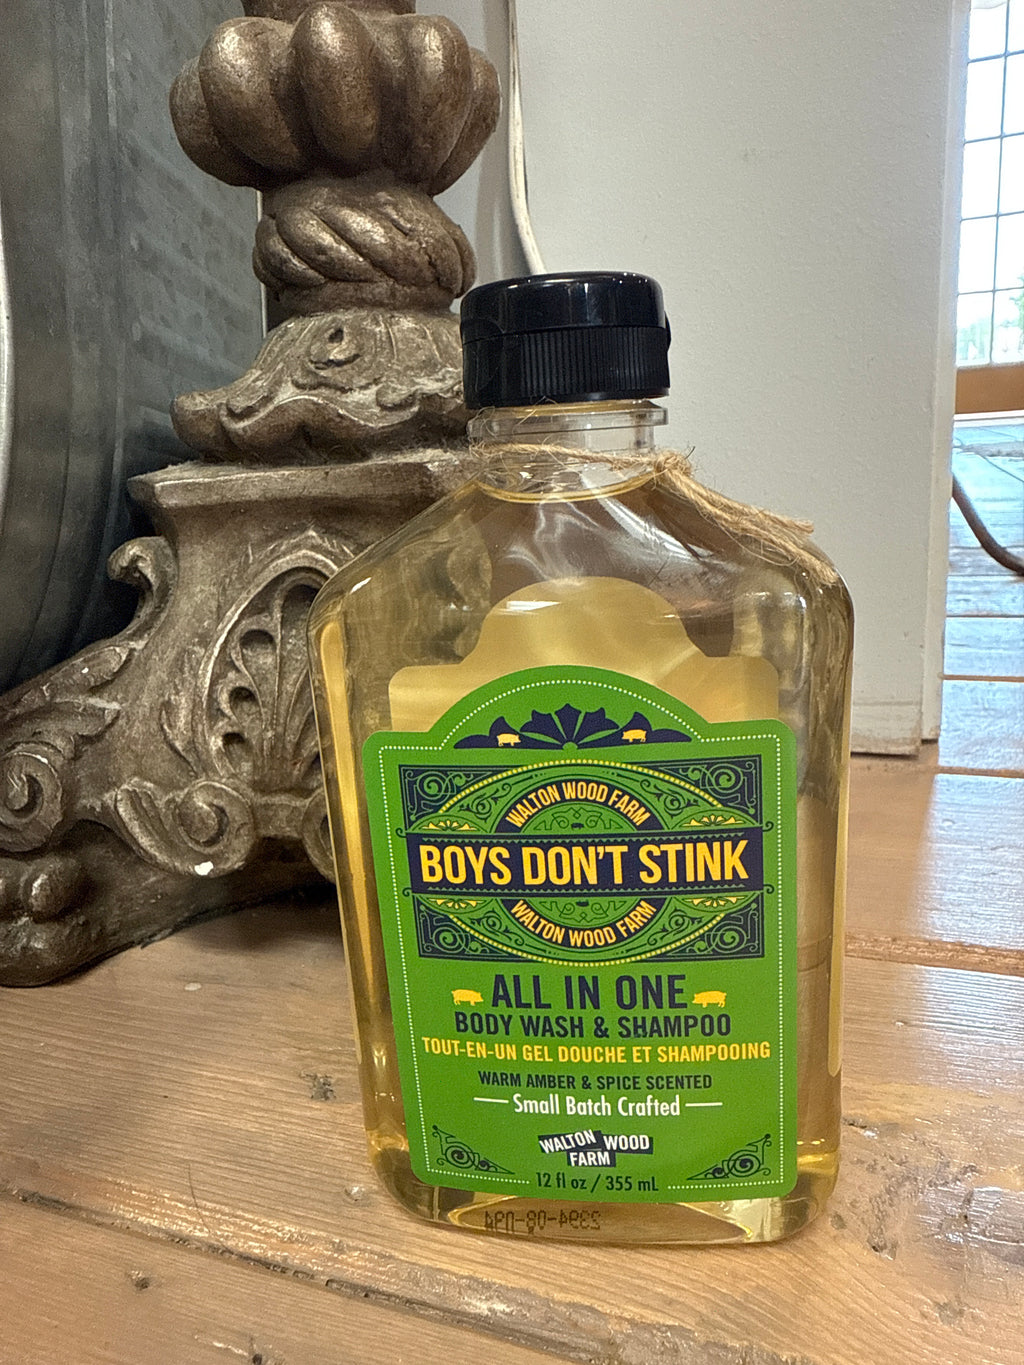 WALTON WOOD FARM
BOYS DON'T STINK
WALTON WOOD FARM
ALL IN ONE
BODY WASH & SHAMPOO
TOUT-EN-UN GEL DOUCHE ET SHAMPOOING
WARM AMBER & SPICE SCENTED
Small Batch Crafted
WALTON WOOD
FARM
12 fl oz / 355 mL